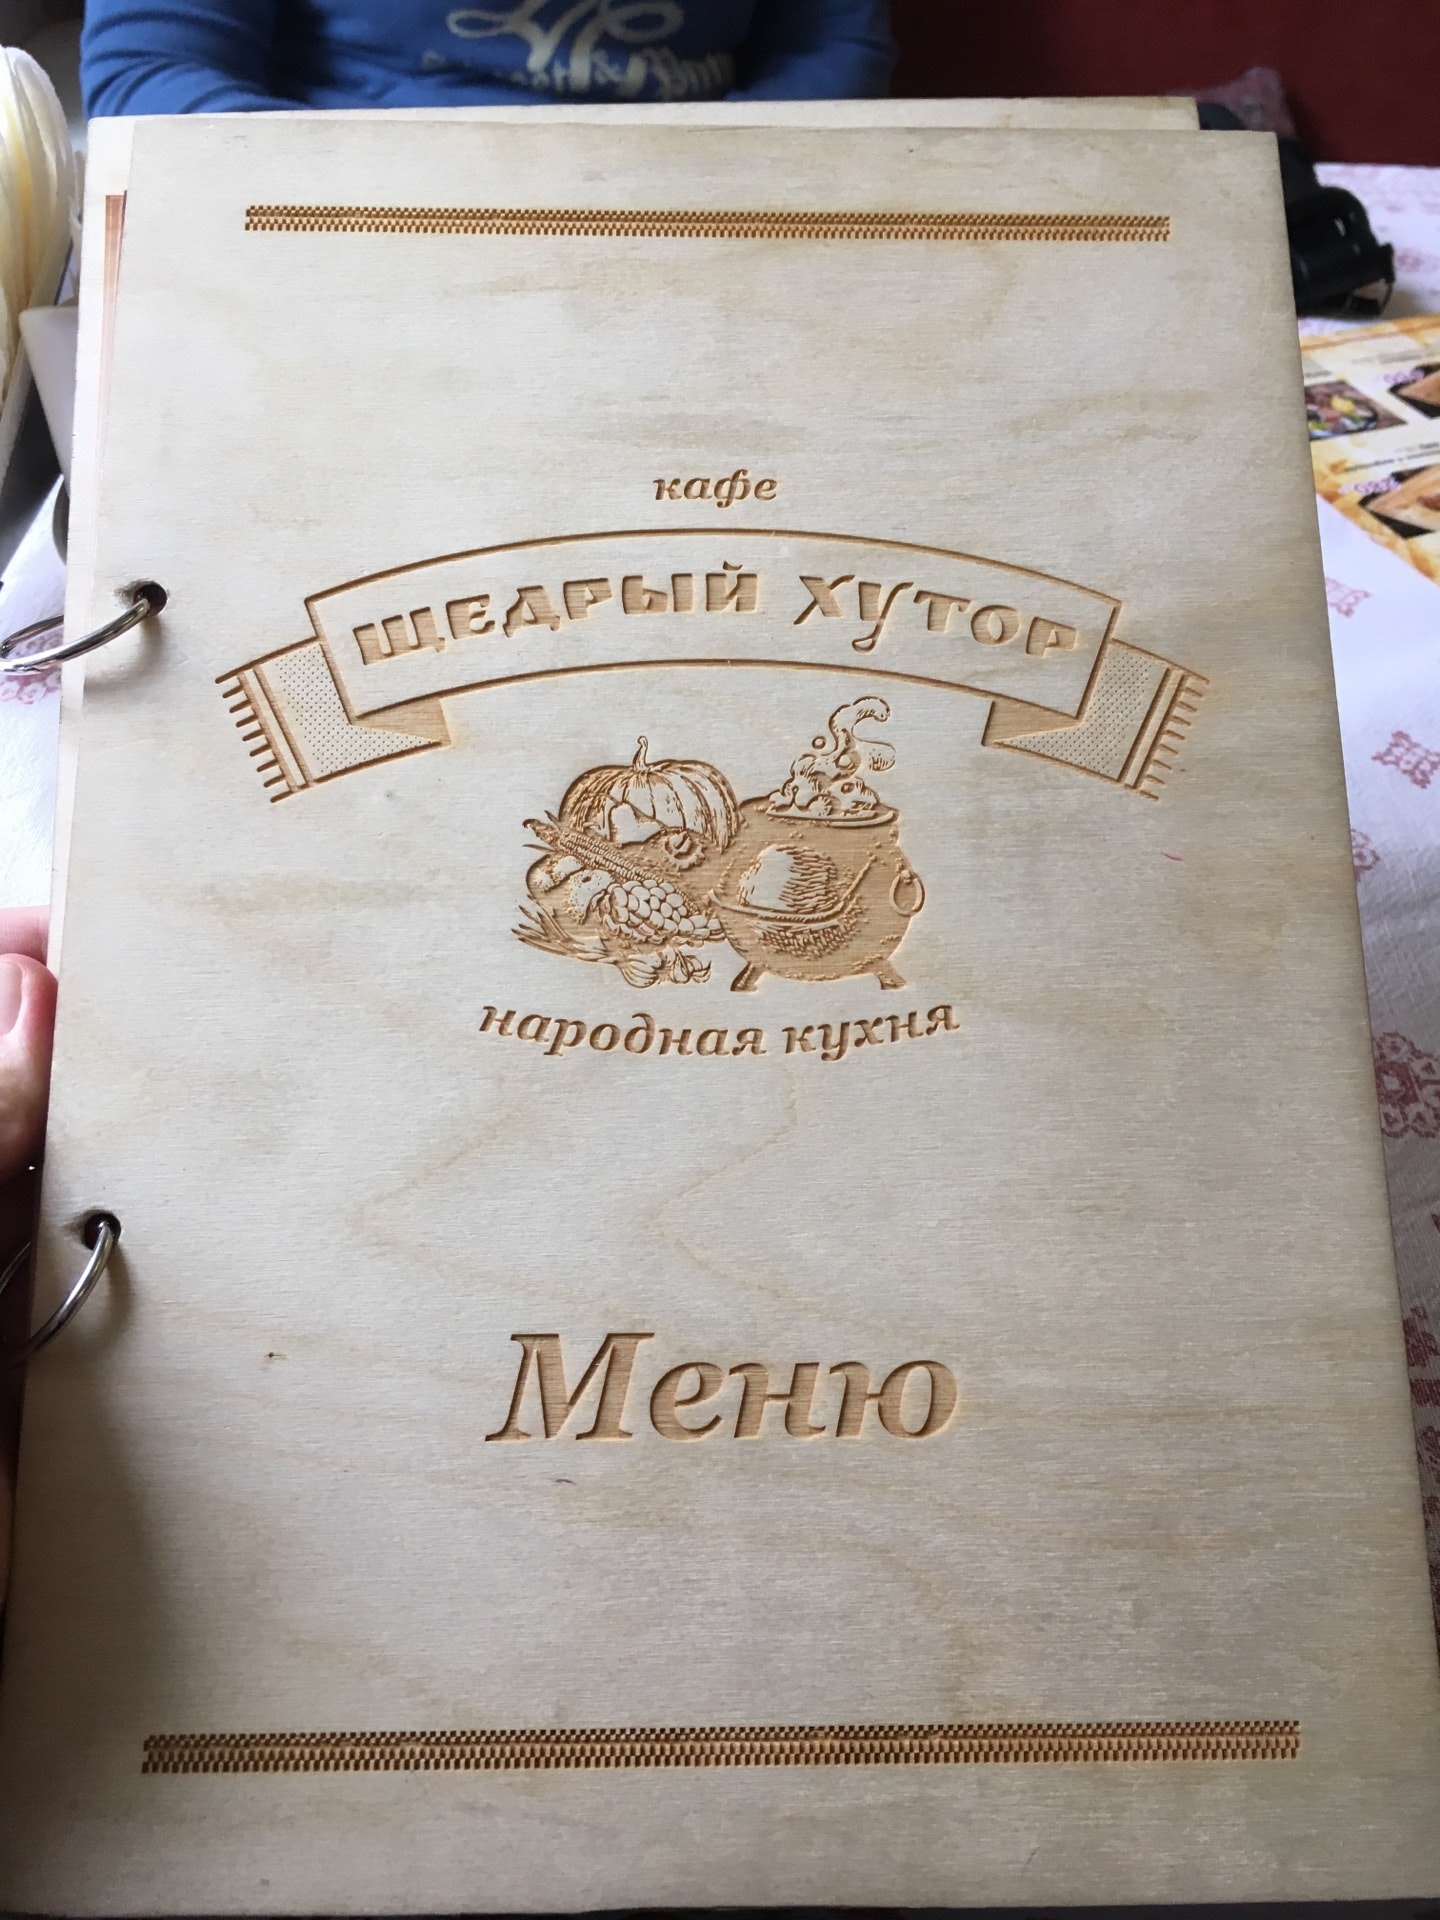 кафе
ЩЕДРЫЙ ХУТОР
народная кухня
Меню